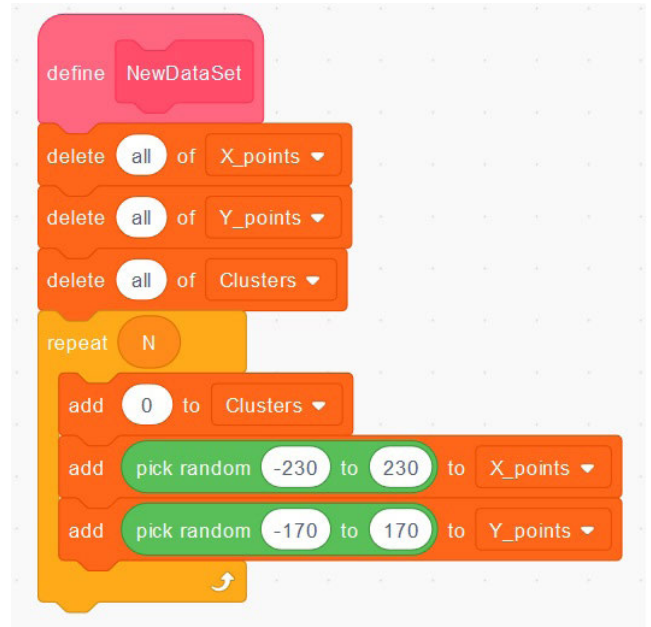 define NewDataSet
delete all of X_points
delete all of Y_points
delete all of Clusters
repeat N
add 0 to Clusters
add pick random -230 to 230 to X_points
add pick random -170 to 170 to Y_points